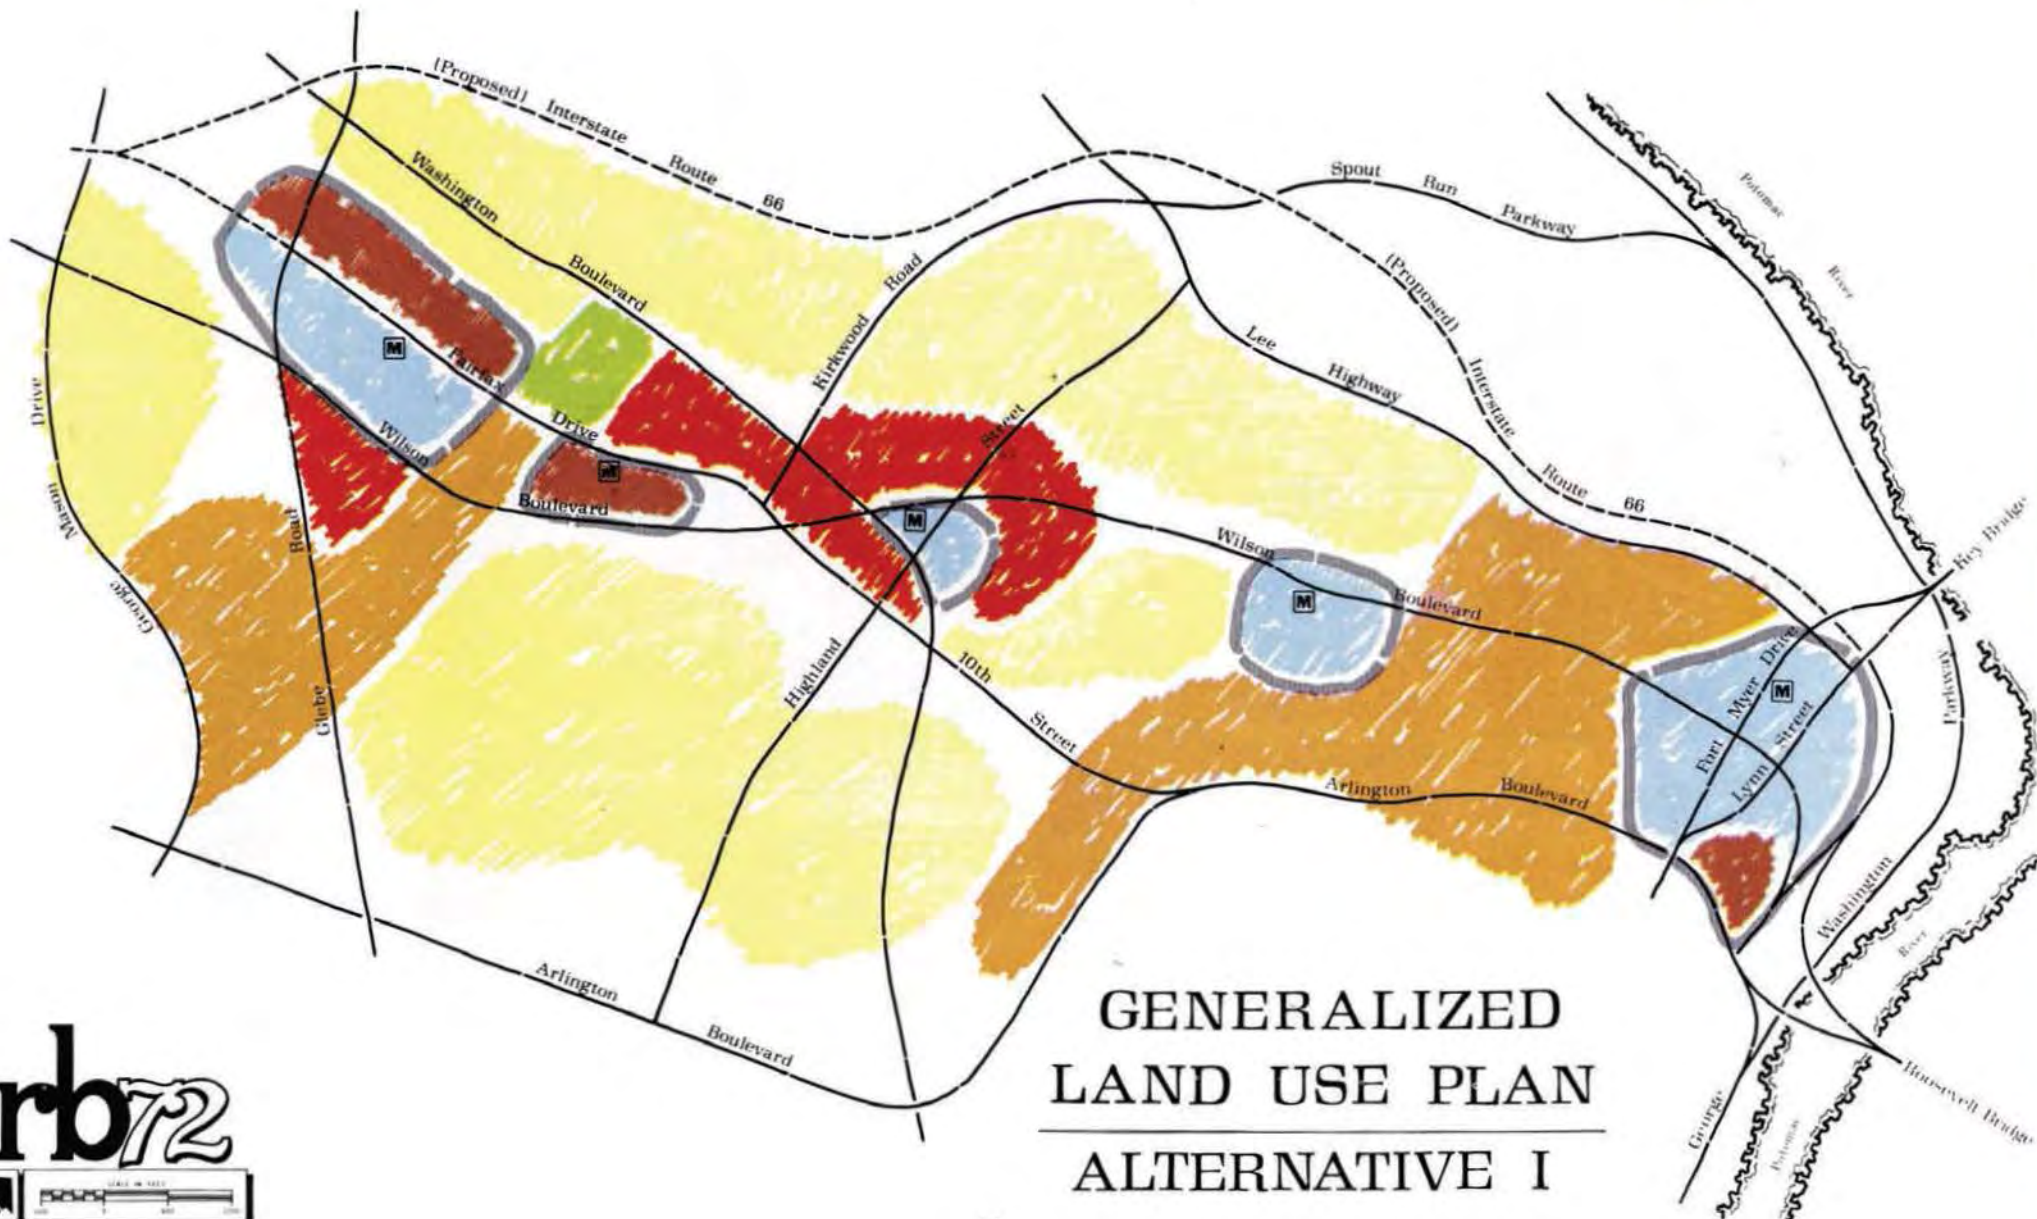 (Proposed) Interstate Route 66
Washington Boulevard
Spout Run Parkway
Potomac River
(Proposed) Interstate Route 66
Kirkwood Road
Lee Highway
M
Fairfax Drive
M
Wilson Boulevard
Street
M
Wilson Boulevard
M
Drive
Mason
George
Road
Glebe
Highland
10th Street
Key Bridge
Fort Myer Drive
M
Lynn Street
Parkway
Arlington Boulevard
Washington
River
Arlington Boulevard
GENERALIZED
LAND USE PLAN
ALTERNATIVE I
Roosevelt Bridge
George
Potomac
rb72
SCALE IN FEET